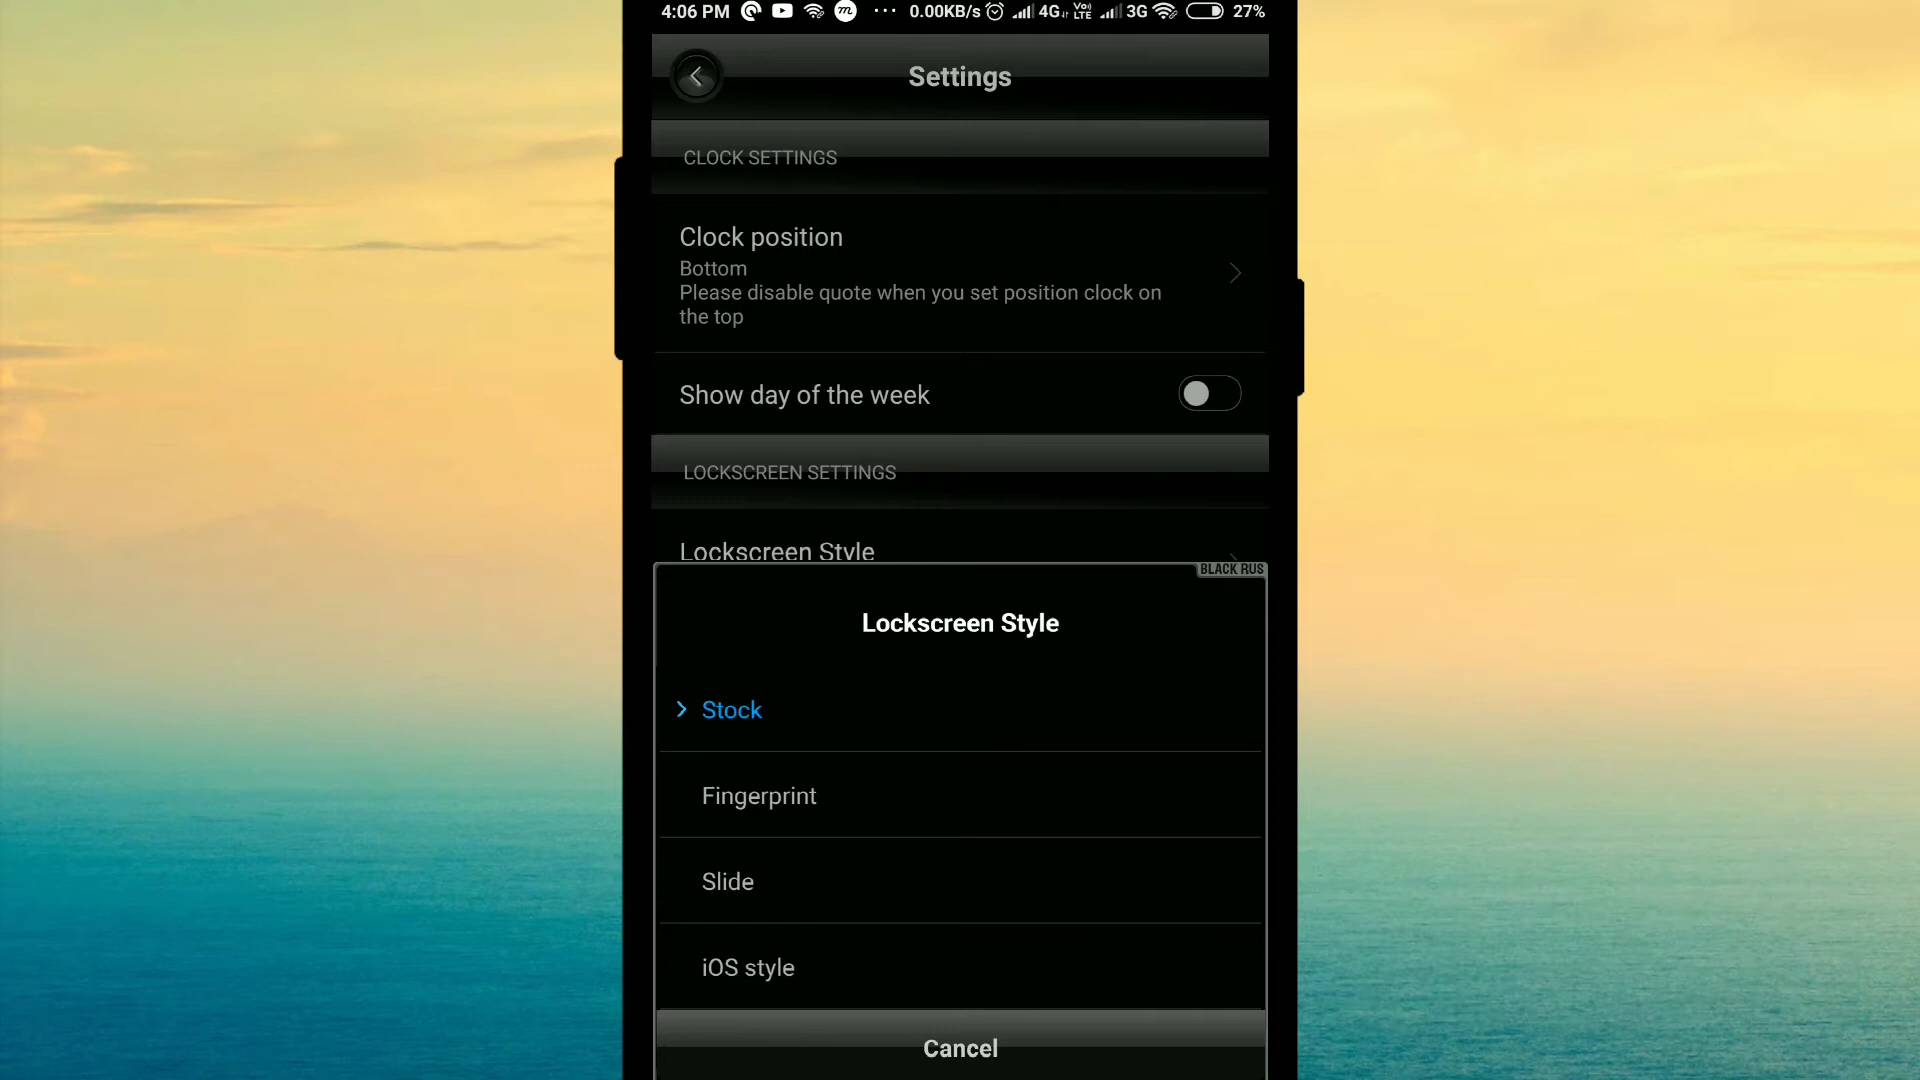 4:06 PM ... 0.00KB/s 4G Vo) LTE 3G 27%
Settings
CLOCK SETTINGS
Clock position
Bottom
Please disable quote when you set position clock on
the top
Show day of the week
LOCKSCREEN SETTINGS
Lockscreen Style
BLACK RUS
Lockscreen Style
Stock
Fingerprint
Slide
iOS style
Cancel